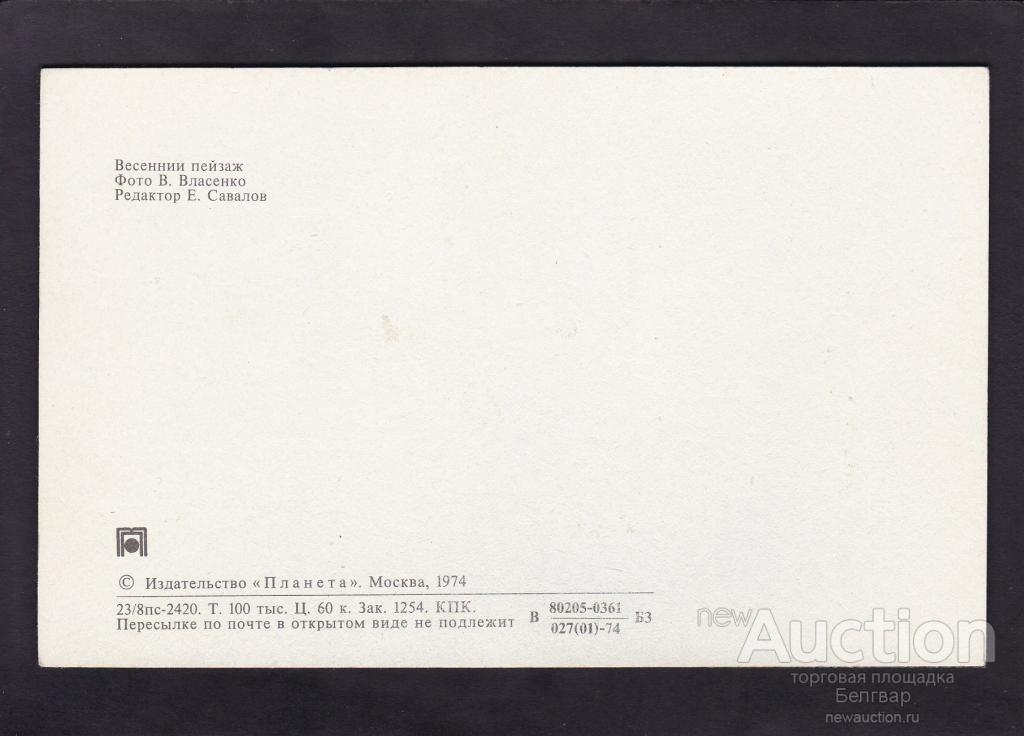 Весеннии пейзаж
Фото В. Власенко
Редактор Е. Савалов
© Издательство «Планета». Москва, 1974
23/8пс-2420. Т. 100 тыс. Ц. 60 к. Зак. 1254. КПК.
Пересылке по почте в открытом виде не подлежит
В 80205-0361 БЗ
027(01)-74
newAuction
торговая площадка
Белгвар
newauction.ru